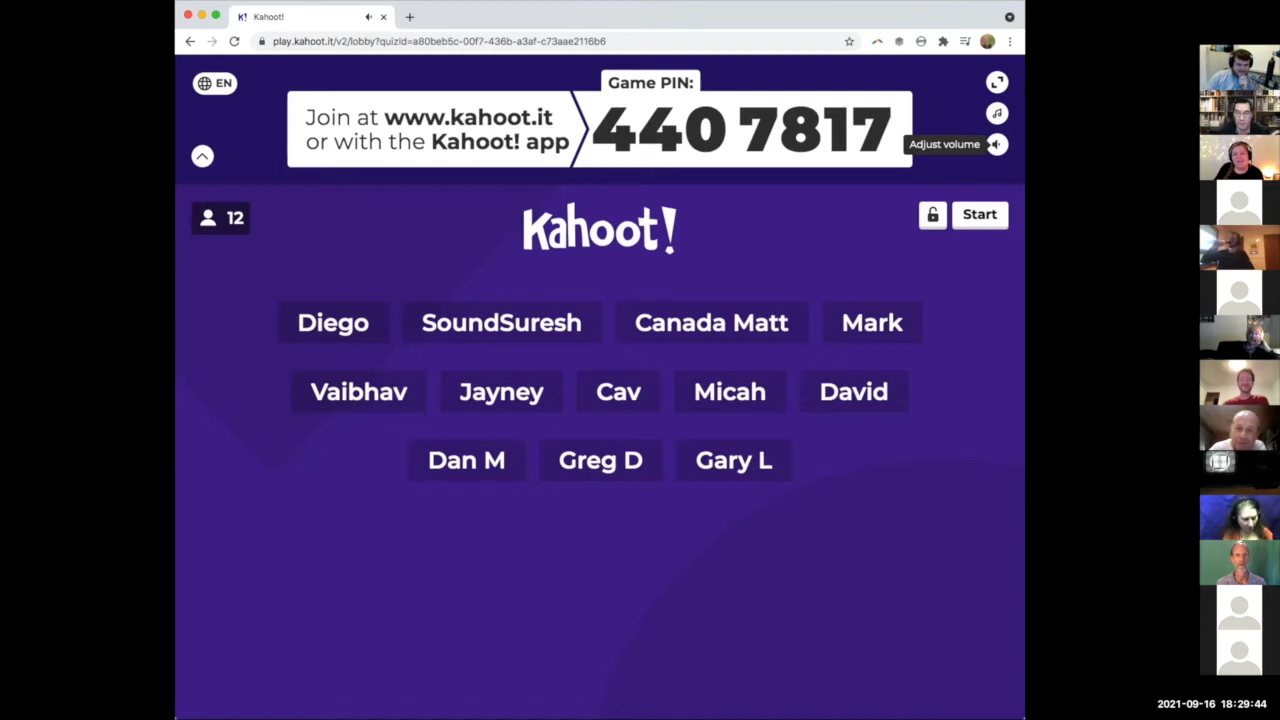 Kahoot!
play.kahoot.it/v2/lobby?quizId=a80beb5c-00f7-436b-a3af-c73aae2116b6
EN
Game PIN:
Join at www.kahoot.it
or with the Kahoot! app
440 7817
Adjust volume
12
Kahoot!
Start
Diego SoundSuresh Canada Matt Mark
Vaibhav Jayney Cav Micah David
Dan M Greg D Gary L
2021-09-16 18:29:44